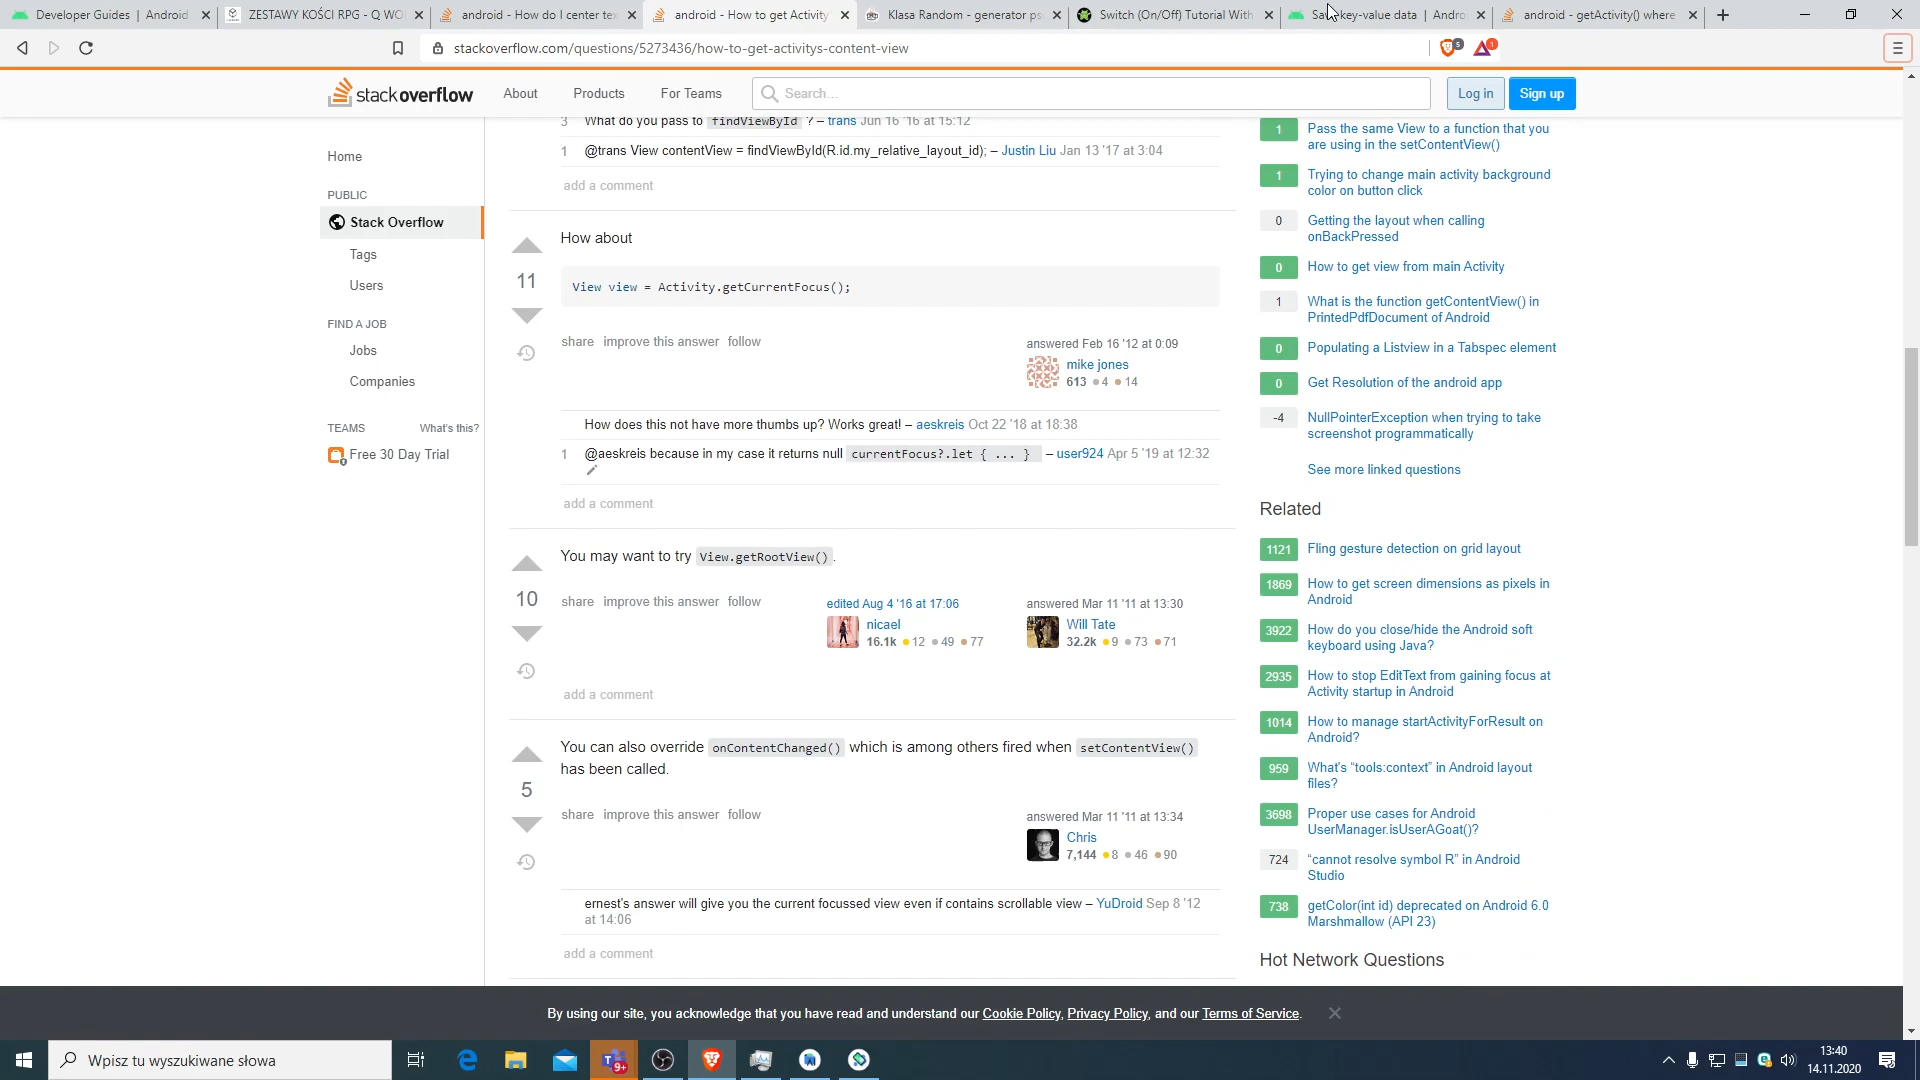 Developer Guides | Android
ZESTAWY KOŚCI RPG - Q WO
android - How do I center tex
android - How to get Activity
Klasa Random - generator ps
Switch (On/Off) Tutorial With
key-value data | Andro
android - getActivity() where
stackoverflow.com/questions/5273436/how-to-get-activitys-content-view
5
1
stackoverflow
About
Products
For Teams
Search...
Log in
Sign up
Home
PUBLIC
Stack Overflow
Tags
Users
FIND A JOB
Jobs
Companies
TEAMS
What's this?
Free 30 Day Trial
3 What do you pass to findViewById ? – trans Jun 16 '16 at 15:12
1 @trans View contentView = findViewById(R.id.my_relative_layout_id); – Justin Liu Jan 13 '17 at 3:04
add a comment
11
How about
View view = Activity.getCurrentFocus();
share improve this answer follow
answered Feb 16 '12 at 0:09
mike jones
613 4 14
How does this not have more thumbs up? Works great! – aeskreis Oct 22 '18 at 18:38
1 @aeskreis because in my case it returns null currentFocus?.let { ... } – user924 Apr 5 '19 at 12:32
add a comment
10
You may want to try View.getRootView().
share improve this answer follow
edited Aug 4 '16 at 17:06
nicael
16.1k 12 49 77
answered Mar 11 '11 at 13:30
Will Tate
32.2k 9 73 71
add a comment
5
You can also override onContentChanged() which is among others fired when setContentView()
has been called.
share improve this answer follow
answered Mar 11 '11 at 13:34
Chris
7,144 8 46 90
ernest's answer will give you the current focussed view even if contains scrollable view – YuDroid Sep 8 '12
at 14:06
add a comment
1 Pass the same View to a function that you
are using in the setContentView()
1 Trying to change main activity background
color on button click
0 Getting the layout when calling
onBackPressed
0 How to get view from main Activity
1 What is the function getContentView() in
PrintedPdfDocument of Android
0 Populating a Listview in a Tabspec element
0 Get Resolution of the android app
-4 NullPointerException when trying to take
screenshot programmatically
See more linked questions
Related
1121 Fling gesture detection on grid layout
1869 How to get screen dimensions as pixels in
Android
3922 How do you close/hide the Android soft
keyboard using Java?
2935 How to stop EditText from gaining focus at
Activity startup in Android
1014 How to manage startActivityForResult on
Android?
959 What's “tools:context” in Android layout
files?
3698 Proper use cases for Android
UserManager.isUserAGoat()?
724 “cannot resolve symbol R” in Android
Studio
738 getColor(int id) deprecated on Android 6.0
Marshmallow (API 23)
Hot Network Questions
By using our site, you acknowledge that you have read and understand our Cookie Policy, Privacy Policy, and our Terms of Service.
Wpisz tu wyszukiwane słowa
9+
13:40
14.11.2020